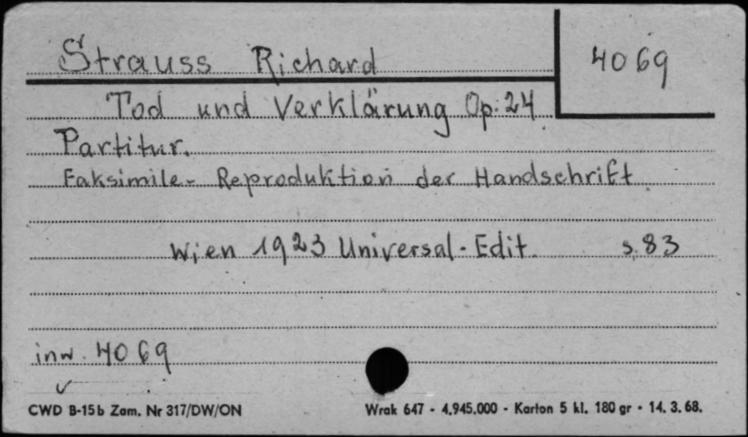 Strauss Richard 4069
Tod und Verklärung Op. 24
Partitur.
Faksimile- Reproduktion der Handschrift
Wien 1923 Universal-Edit. s. 83
inw. 4069
CWD B-15b Zam. Nr 317/DW/ON Wrak 647 - 4.945.000 - Karton 5 kl. 180 gr - 14. 3. 68.